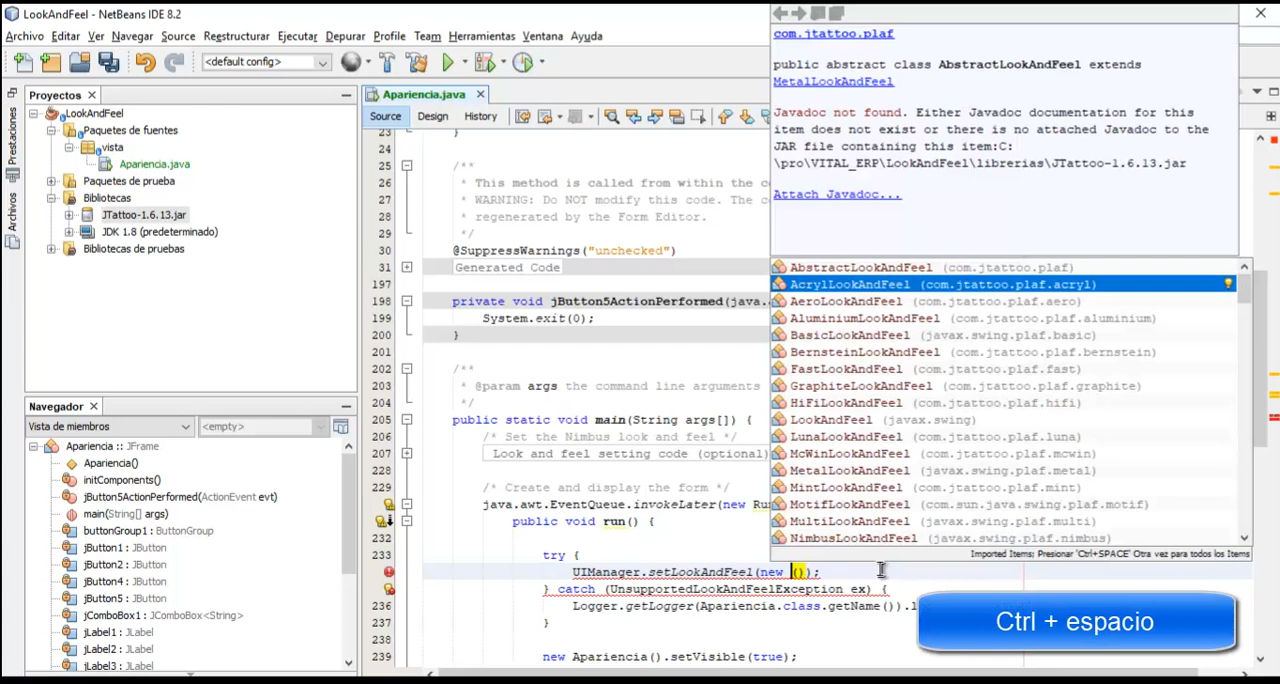 LookAndFeel - NetBeans IDE 8.2
Archivo Editar Ver Navegar Source Reestructurar Ejecutar Depurar Profile Team Herramientas Ventana Ayuda
<default config>
Prestaciones
Archivos
Proyectos
LookAndFeel
Paquetes de fuentes
vista
Apariencia.java
Paquetes de prueba
Bibliotecas
JTattoo-1.6.13.jar
JDK 1.8 (predeterminado)
Bibliotecas de pruebas
Navegador
Vista de miembros
<empty>
Apariencia :: JFrame
Apariencia()
initComponents()
jButton5ActionPerformed(ActionEvent evt)
main(String[] args)
buttonGroup1 : ButtonGroup
jButton1 : JButton
jButton2 : JButton
jButton4 : JButton
jButton5 : JButton
jComboBox1 : JComboBox<String>
jLabel1 : JLabel
jLabel2 : JLabel
jLabel3 : JLabel
Apariencia.java
Source Design History
23 }
24
25 /**
26 * This method is called from within the c
27 * WARNING: Do NOT modify this code. The c
28 * regenerated by the Form Editor.
29 */
30 @SuppressWarnings("unchecked")
31 Generated Code
197
198 private void jButton5ActionPerformed(java.
199 System.exit(0);
200 }
201
202 /**
203 * @param args the command line arguments
204 */
205 public static void main(String args[]) {
206 /* Set the Nimbus look and feel */
207 Look and feel setting code (optional)
228
229 /* Create and display the form */
java.awt.EventQueue.invokeLater(new Ru
public void run() {
232
233 try {
UIManager.setLookAndFeel(new ());
} catch (UnsupportedLookAndFeelException ex) {
236 Logger.getLogger(Apariencia.class.getName()).l
237 }
238
239 new Apariencia().setVisible(true);
com.jtattoo.plaf
public abstract class AbstractLookAndFeel extends
MetalLookAndFeel
Javadoc not found. Either Javadoc documentation for this
item does not exist or there is no attached Javadoc to the
JAR file containing this item:C:
\pro\VITAL_ERP\LookAndFeel\librerias\JTattoo-1.6.13.jar
Attach Javadoc...
AbstractLookAndFeel (com.jtattoo.plaf)
AcrylLookAndFeel (com.jtattoo.plaf.acryl)
AeroLookAndFeel (com.jtattoo.plaf.aero)
AluminiumLookAndFeel (com.jtattoo.plaf.aluminium)
BasicLookAndFeel (javax.swing.plaf.basic)
BernsteinLookAndFeel (com.jtattoo.plaf.bernstein)
FastLookAndFeel (com.jtattoo.plaf.fast)
GraphiteLookAndFeel (com.jtattoo.plaf.graphite)
HiFiLookAndFeel (com.jtattoo.plaf.hifi)
LookAndFeel (javax.swing)
LunaLookAndFeel (com.jtattoo.plaf.luna)
McWinLookAndFeel (com.jtattoo.plaf.mcwin)
MetalLookAndFeel (javax.swing.plaf.metal)
MintLookAndFeel (com.jtattoo.plaf.mint)
MotifLookAndFeel (com.sun.java.swing.plaf.motif)
MultiLookAndFeel (javax.swing.plaf.multi)
NimbusLookAndFeel (javax.swing.plaf.nimbus)
Imported Items; Presionar 'Ctrl+SPACE' Otra vez para todos los Items
Ctrl + espacio